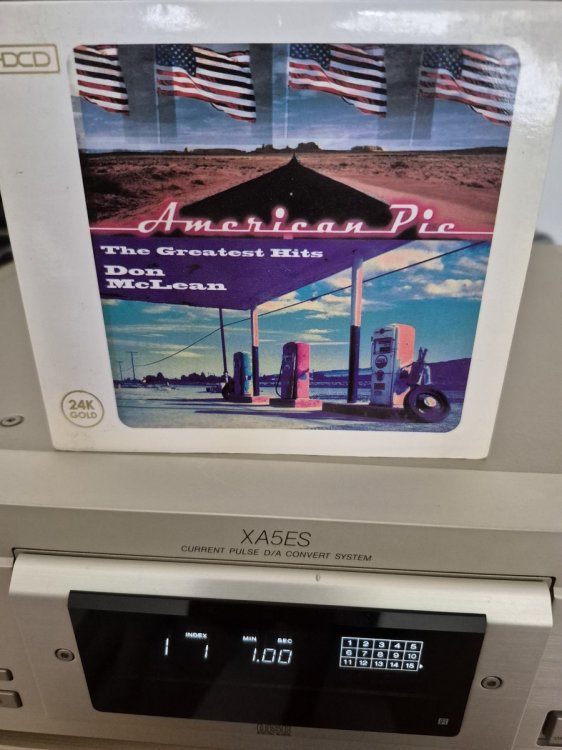 HDCD
American Pie
The Greatest Hits
Don
McLean
24K
GOLD
XA5ES
CURRENT PULSE D/A CONVERT SYSTEM
INDEX MIN SEC
1 1 1.00
1 2 3 4 5
6 7 8 9 10
11 12 13 14 15